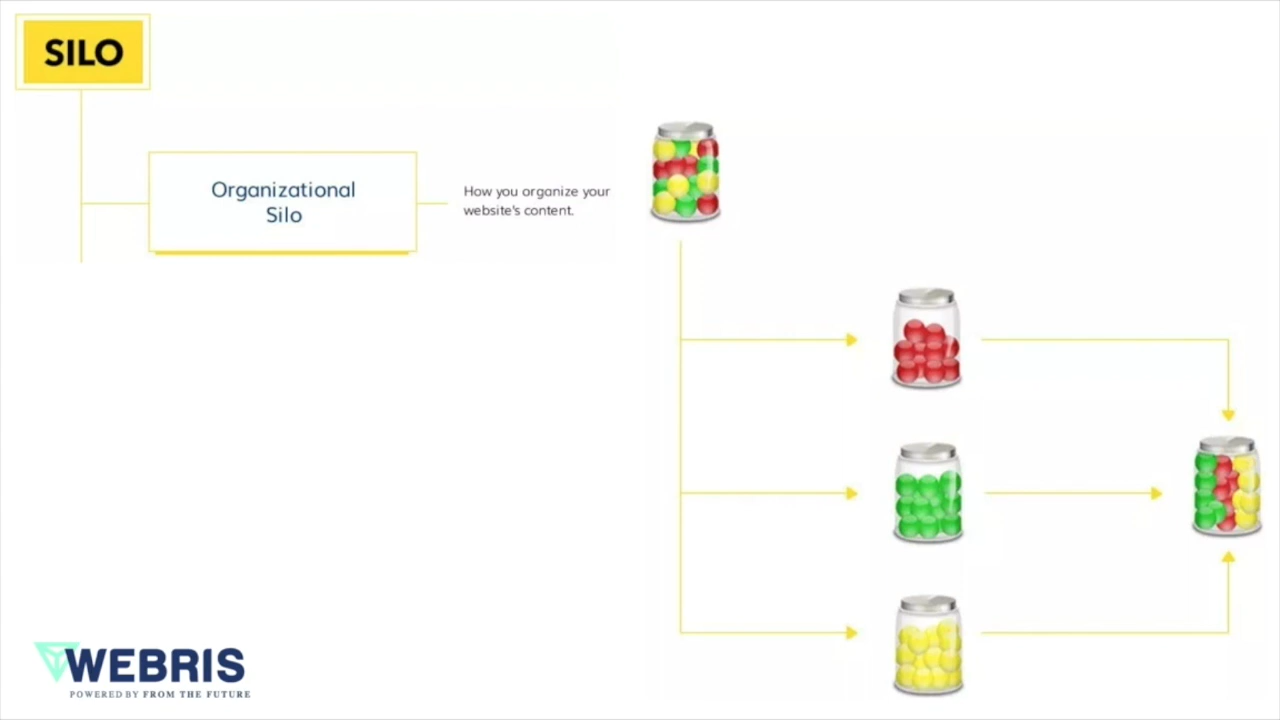 SILO
Organizational
Silo
How you organize your
website's content.
WEBRIS
POWERED BY FROM THE FUTURE